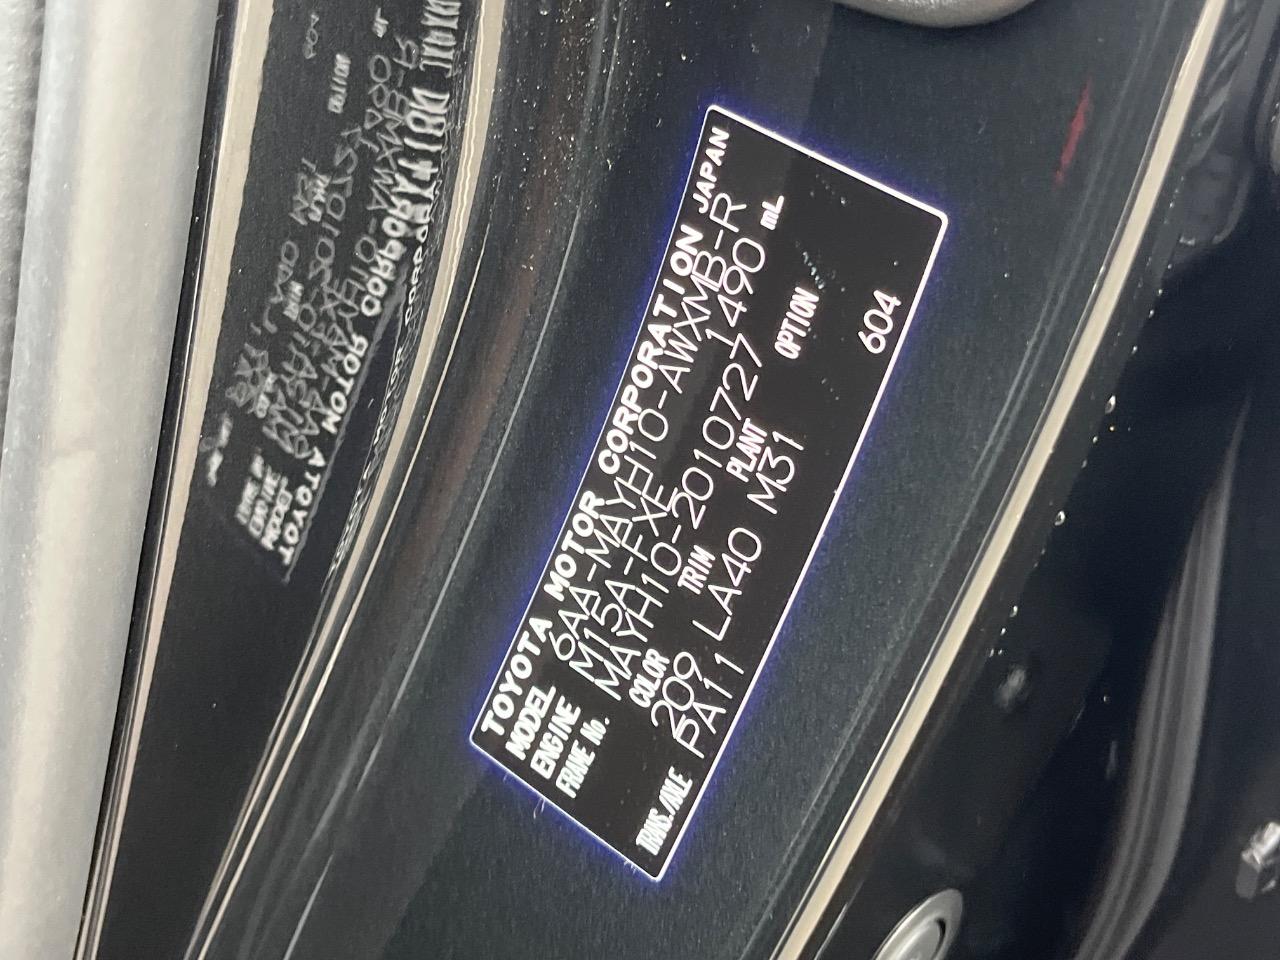 TOYOTA MOTOR CORPORATION JAPAN
MODEL 6AA-MAYH10-AWXMB-R
ENGINE M15A-FXE 1490 mL
FRAME No. MAYH10-2010727
COLOR TRIM PLANT OPTION
209 LA40 M31
TRANS./AXLE PA11
604